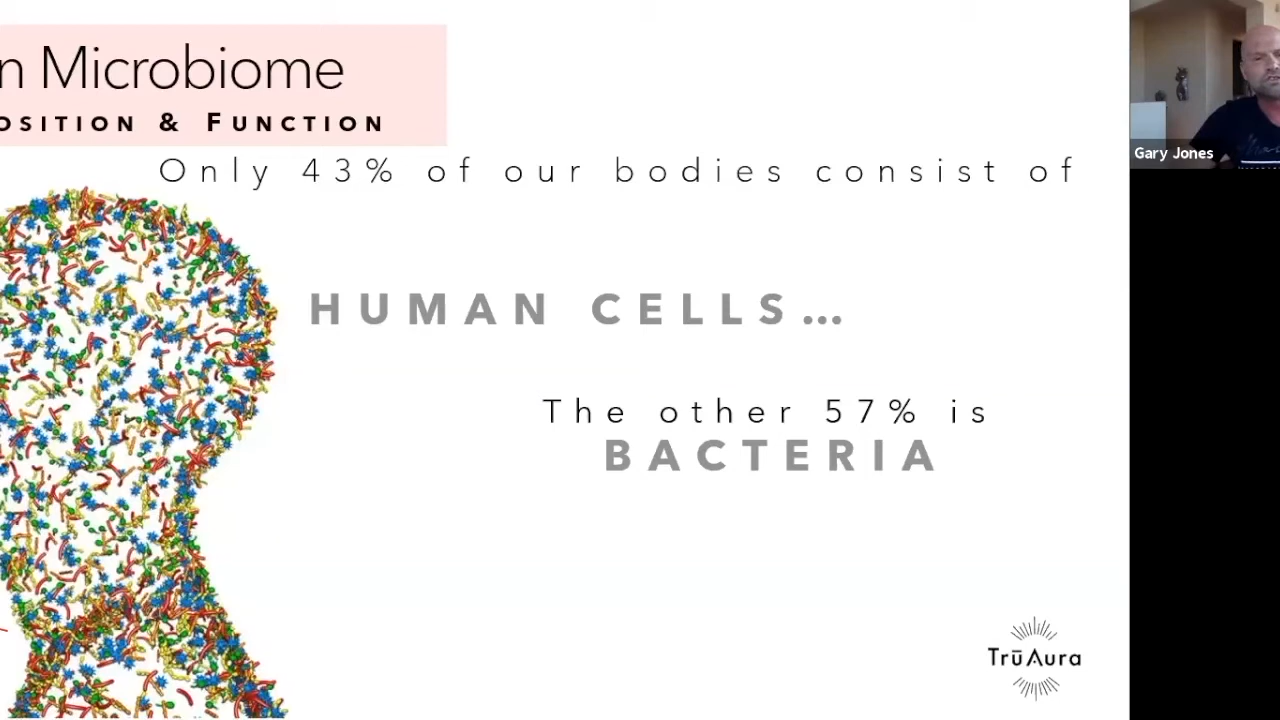 n Microbiome
OSITION & FUNCTION
Only 43% of our bodies consist of
HUMAN CELLS...
The other 57% is
BACTERIA
TrūAura
Gary Jones